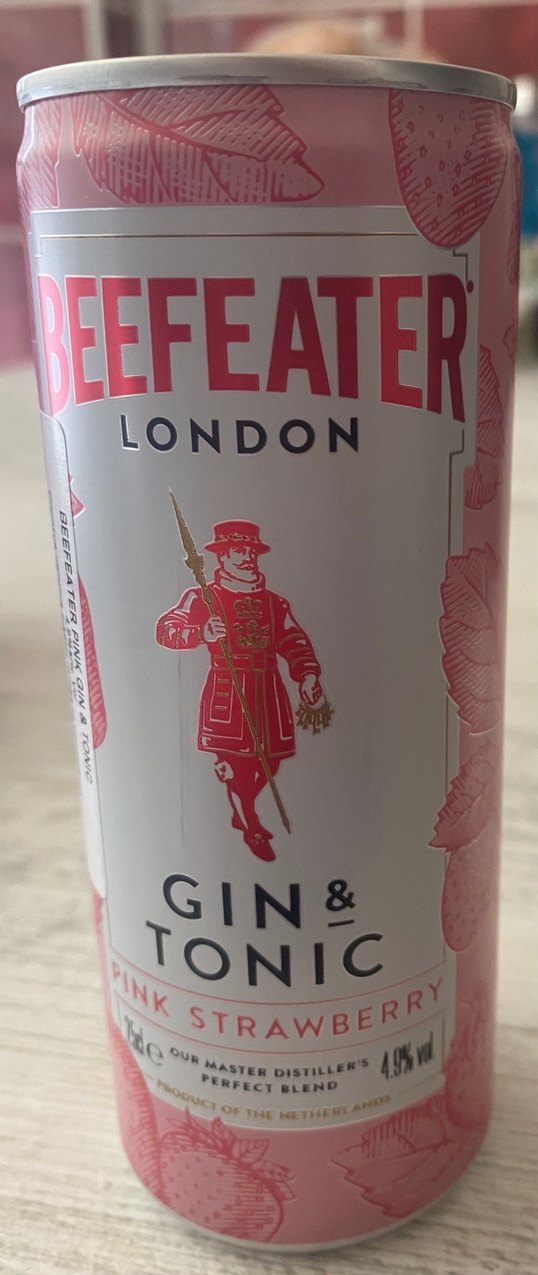 BEEFEATER
LONDON
GIN &
TONIC
PINK STRAWBERRY
25cl e
OUR MASTER DISTILLER'S
PERFECT BLEND
4.9% vol.
PRODUCT OF THE NETHERLANDS
BEEFEATER PINK GIN & TONIC